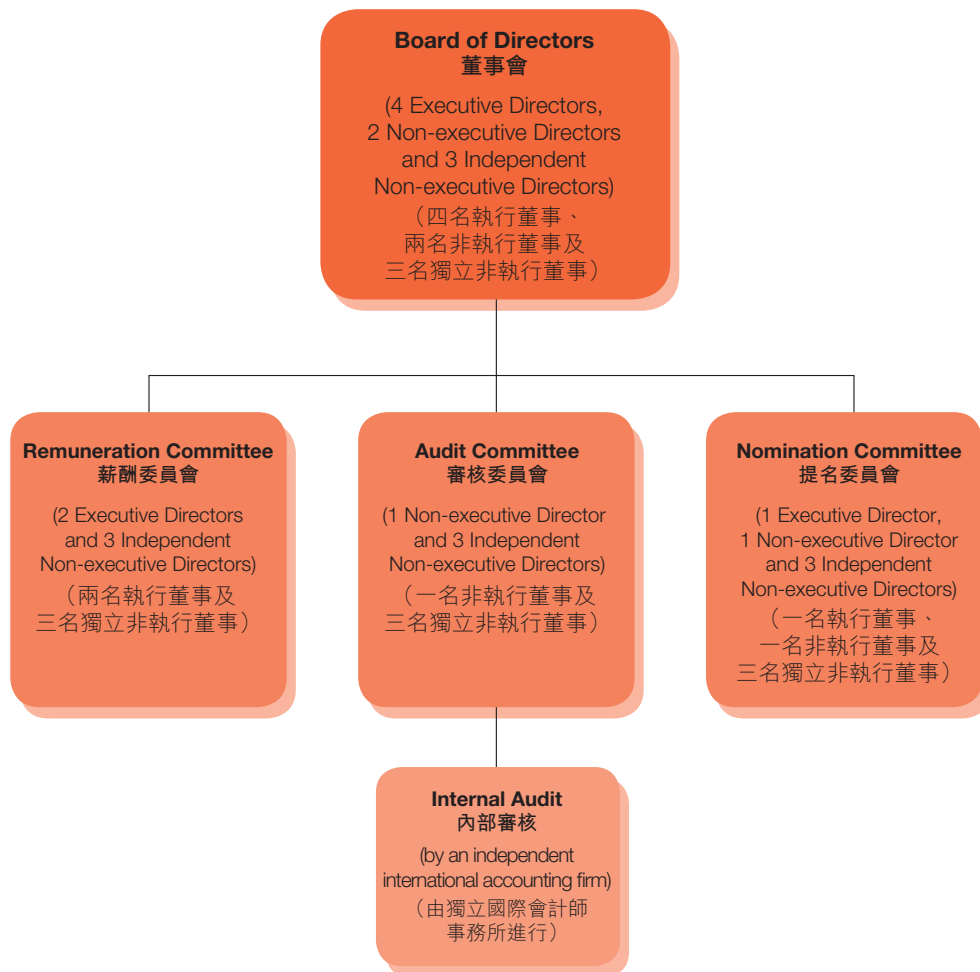 Board of Directors
董事會
(4 Executive Directors,
2 Non-executive Directors
and 3 Independent
Non-executive Directors)
（四名執行董事、
兩名非執行董事及
三名獨立非執行董事）
Remuneration Committee
薪酬委員會
(2 Executive Directors
and 3 Independent
Non-executive Directors)
（兩名執行董事及
三名獨立非執行董事）
Audit Committee
審核委員會
(1 Non-executive Director
and 3 Independent
Non-executive Directors)
（一名非執行董事及
三名獨立非執行董事）
Nomination Committee
提名委員會
(1 Executive Director,
1 Non-executive Director
and 3 Independent
Non-executive Directors)
（一名執行董事、
一名非執行董事及
三名獨立非執行董事）
Internal Audit
內部審核
(by an independent
international accounting firm)
（由獨立國際會計師
事務所進行）